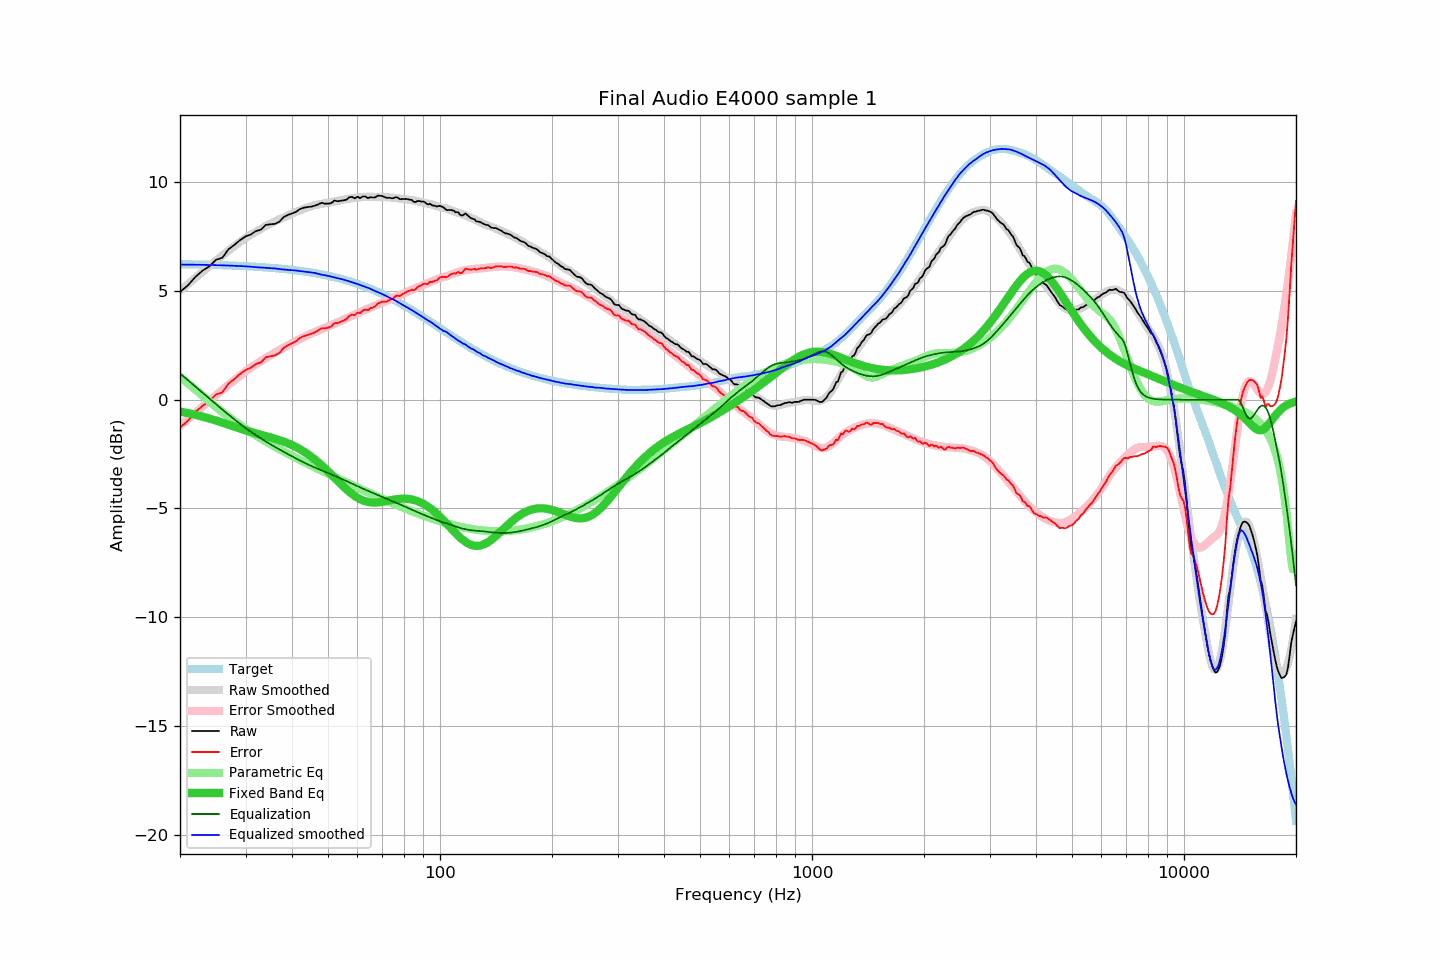 Final Audio E4000 sample 1
Amplitude (dBr)
10
5
0
−5
−10
−15
−20
Target
Raw Smoothed
Error Smoothed
Raw
Error
Parametric Eq
Fixed Band Eq
Equalization
Equalized smoothed
100 1000 10000
Frequency (Hz)